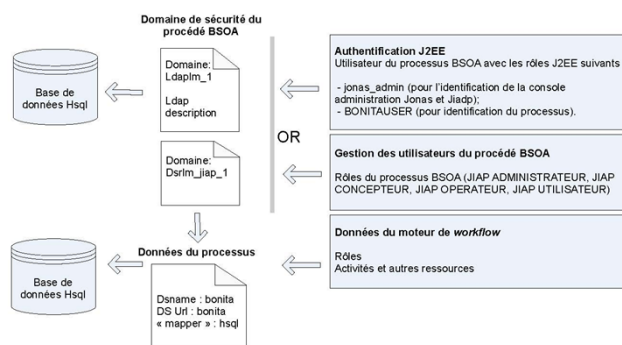 Domaine de sécurité du
procédé BSOA
Base de
données Hsql
Domaine:
Ldaplm_1
Ldap
description
Domaine:
Dsrlm_jiap_1
OR
Authentification J2EE
Utilisateur du processus BSOA avec les rôles J2EE suivants
- jonas_admin (pour l'identification de la console
administration Jonas et Jiadp);
- BONITAUSER (pour identification du processus).
Gestion des utilisateurs du procédé BSOA
Rôles du processus BSOA (JIAP ADMINISTRATEUR, JIAP
CONCEPTEUR, JIAP OPERATEUR, JIAP UTILISATEUR)
Données du moteur de workflow
Rôles
Activités et autres ressources
Données du processus
Base de
données Hsql
Dsname : bonita
DS Url : bonita
« mapper » : hsql